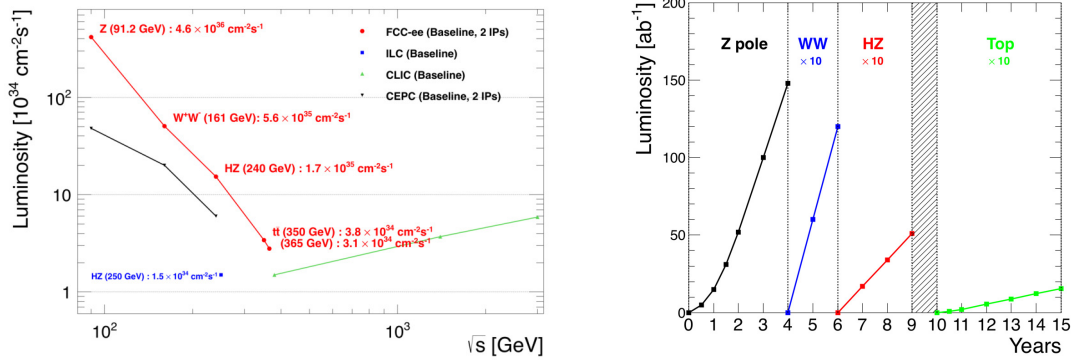 Luminosity [10³⁴ cm⁻²s⁻¹]
Z (91.2 GeV) : 4.6 × 10³⁶ cm⁻²s⁻¹
W⁺W⁻ (161 GeV): 5.6 × 10³⁵ cm⁻²s⁻¹
HZ (240 GeV) : 1.7 × 10³⁵ cm⁻²s⁻¹
tt̄ (350 GeV) : 3.8 × 10³⁴ cm⁻²s⁻¹
(365 GeV) : 3.1 × 10³⁴ cm⁻²s⁻¹
HZ (250 GeV) : 1.5 × 10³⁴ cm⁻²s⁻¹
FCC-ee (Baseline, 2 IPs)
ILC (Baseline)
CLIC (Baseline)
CEPC (Baseline, 2 IPs)
10²
10
1
10² 10³
√s [GeV]
Luminosity [ab⁻¹]
200
150
100
50
0
Z pole WW HZ Top
× 10 × 10 × 10
0 1 2 3 4 5 6 7 8 9 10 11 12 13 14 15
Years